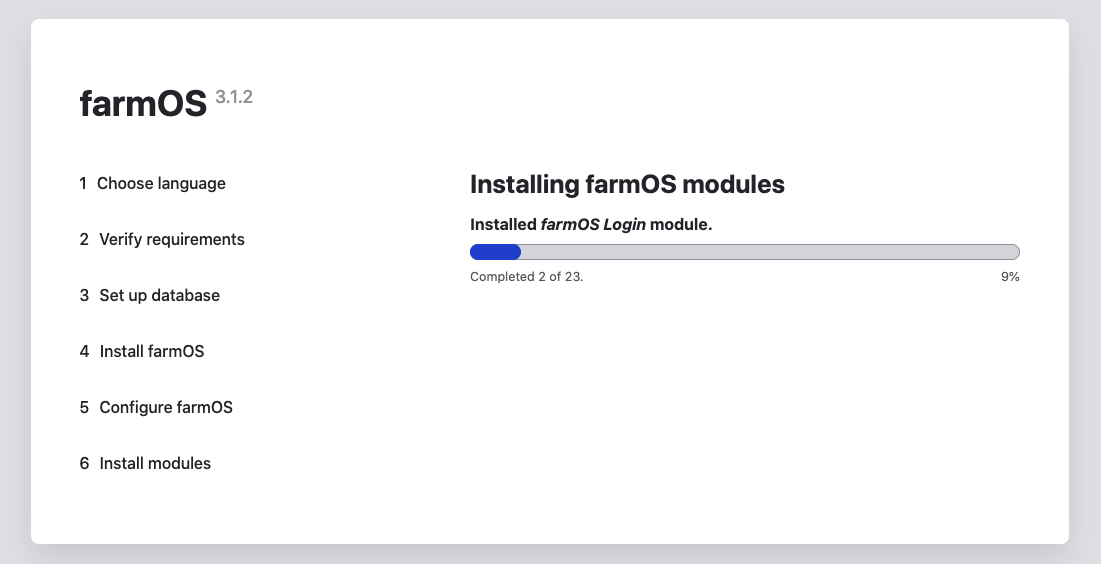 farmOS 3.1.2
1 Choose language
2 Verify requirements
3 Set up database
4 Install farmOS
5 Configure farmOS
6 Install modules
Installing farmOS modules
Installed farmOS Login module.
Completed 2 of 23. 9%